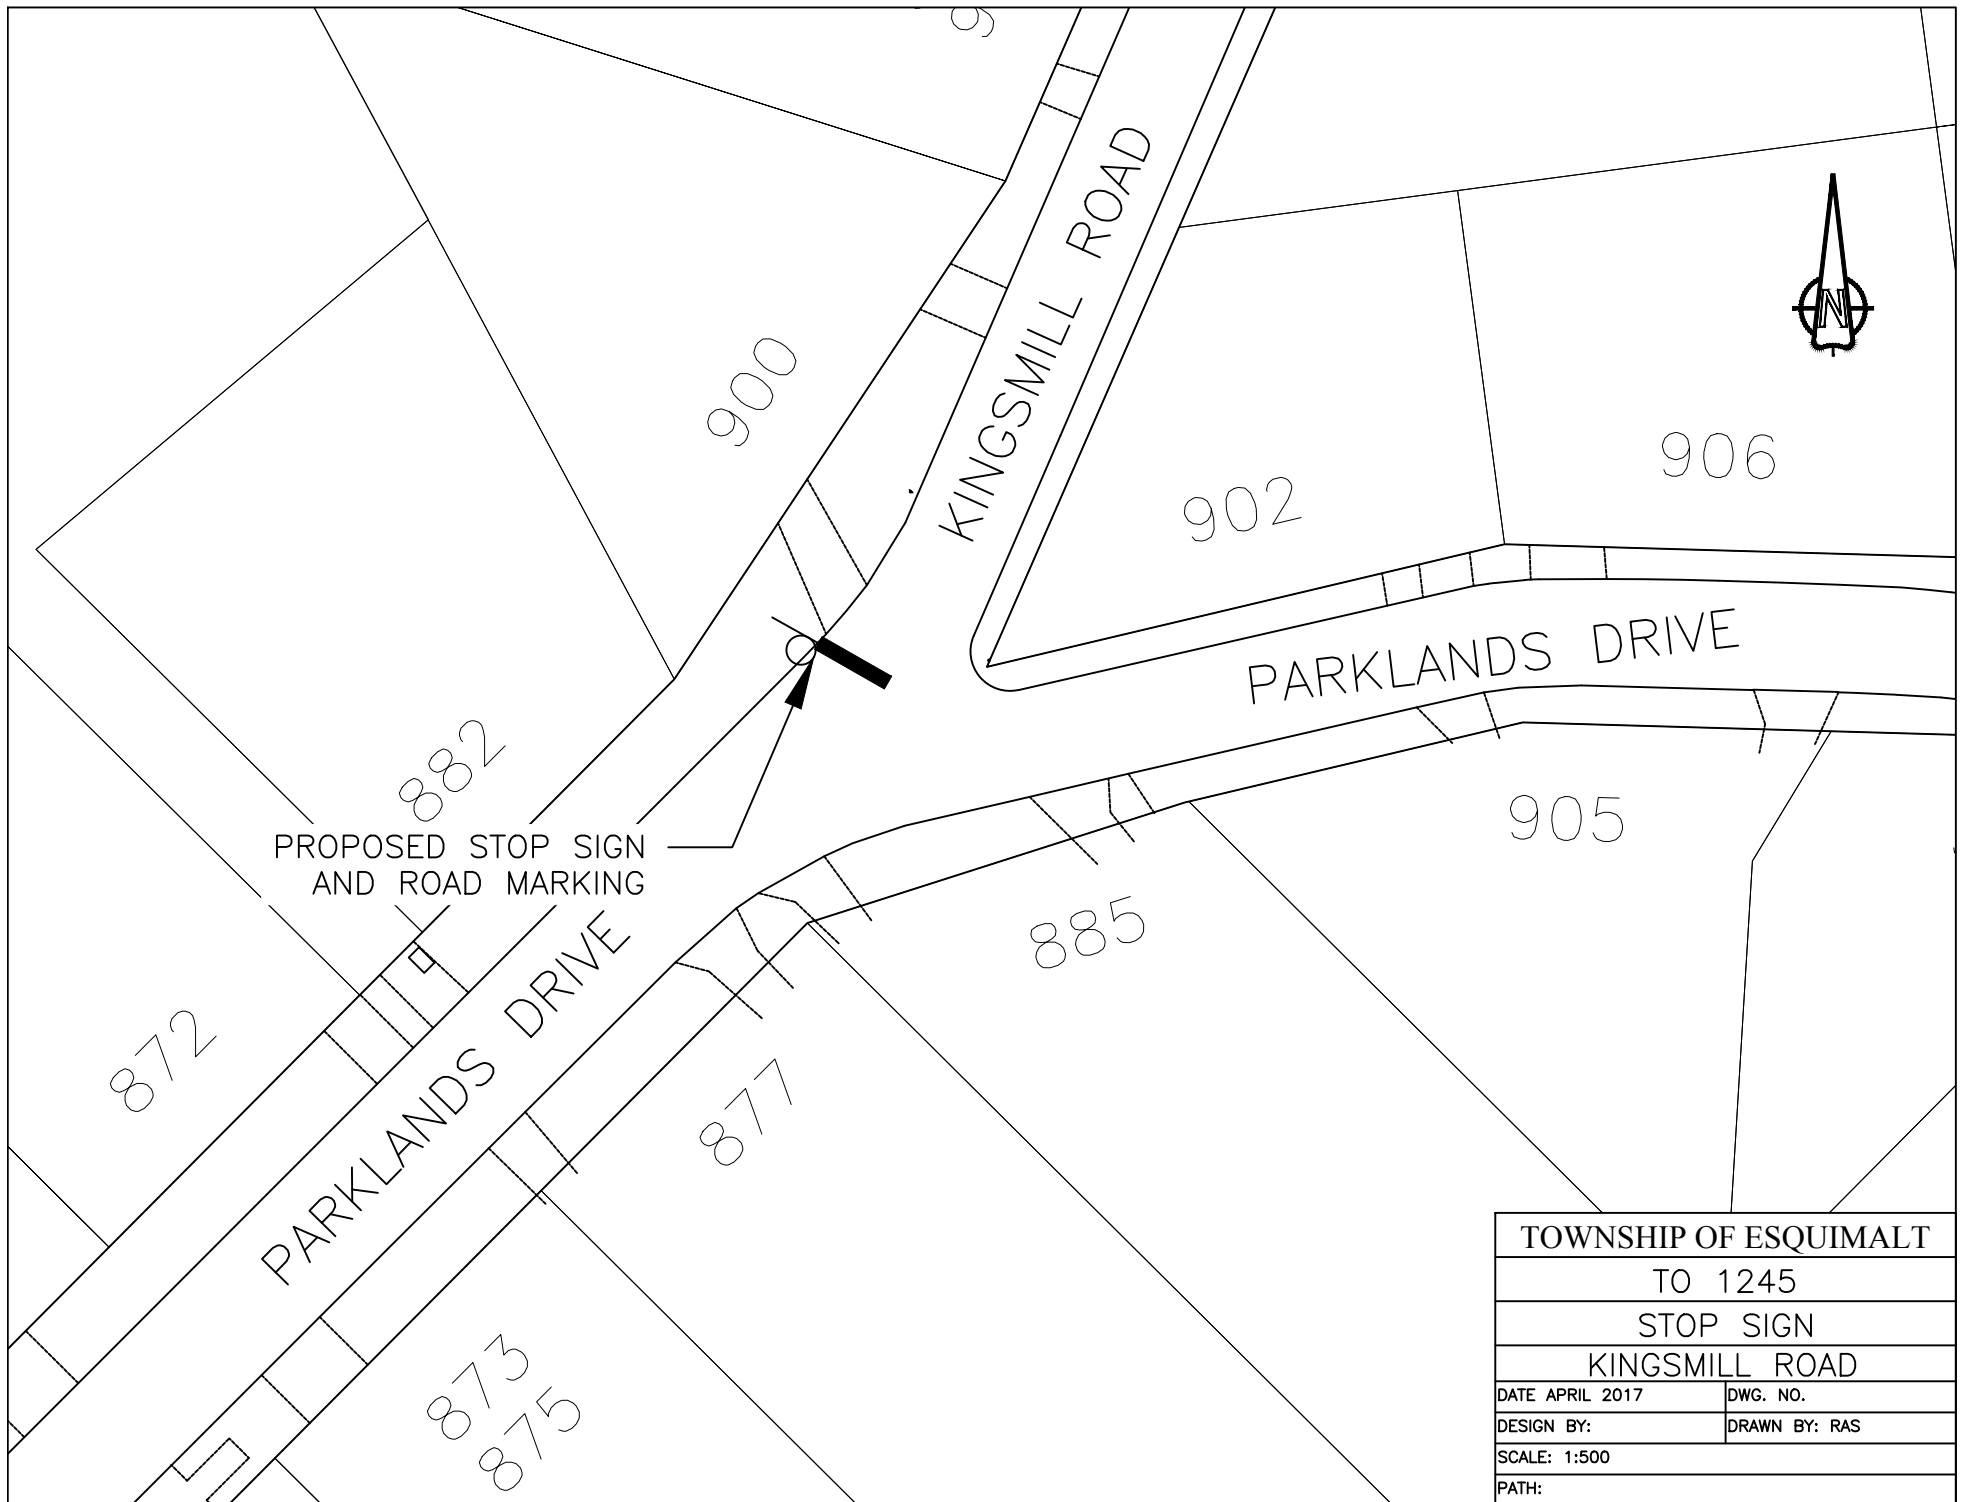 KINGSMILL ROAD
N
900
902
906
PARKLANDS DRIVE
882
PROPOSED STOP SIGN
AND ROAD MARKING
905
885
872
877
PARKLANDS DRIVE
873
875
TOWNSHIP OF ESQUIMALT
TO 1245
STOP SIGN
KINGSMILL ROAD
DATE APRIL 2017
DWG. NO.
DESIGN BY:
DRAWN BY: RAS
SCALE: 1:500
PATH: